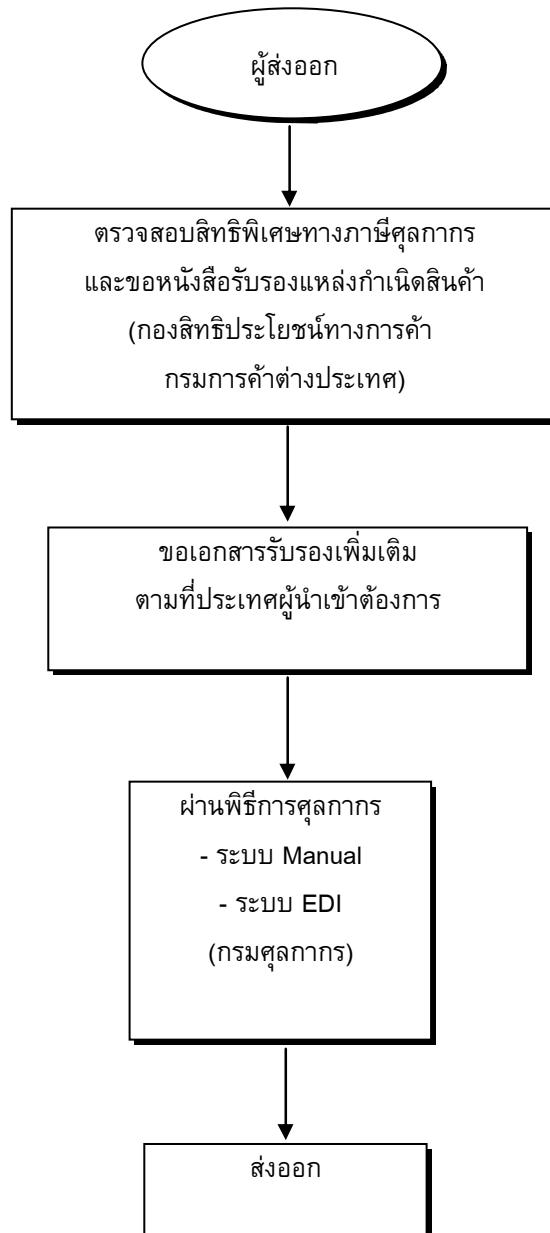 ผู้ส่งออก
ตรวจสอบสิทธิพิเศษทางภาษีศุลกากร
และขอหนังสือรับรองแหล่งกำเนิดสินค้า
(กองสิทธิประโยชน์ทางการค้า
กรมการค้าต่างประเทศ)
ขอเอกสารรับรองเพิ่มเติม
ตามที่ประเทศผู้นำเข้าต้องการ
ผ่านพิธีการศุลกากร
- ระบบ Manual
- ระบบ EDI
(กรมศุลกากร)
ส่งออก